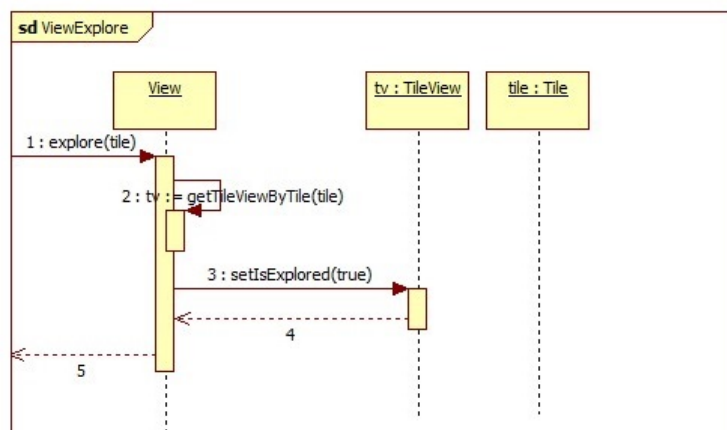 sd ViewExplore
View
tv : TileView
tile : Tile
1 : explore(tile)
2 : tv := getTileViewByTile(tile)
3 : setIsExplored(true)
4
5